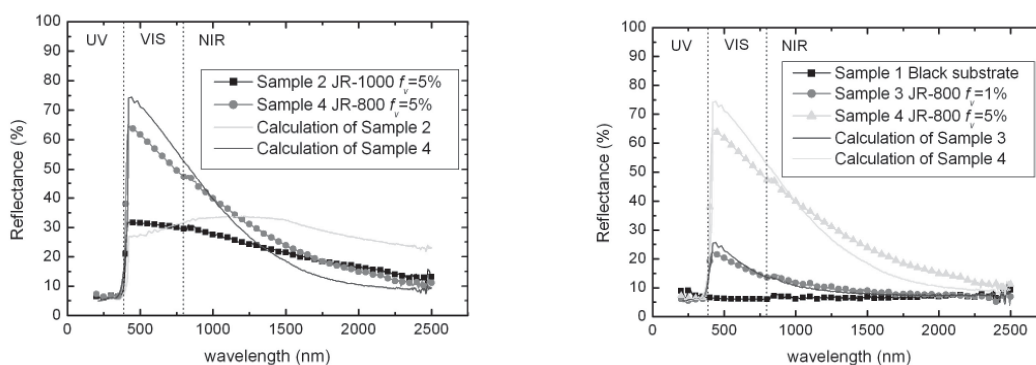 100
90
80
70
60
50
40
30
20
10
0
Reflectance (%)
UV VIS NIR
Sample 2 JR-1000 fv=5%
Sample 4 JR-800 fv=5%
Calculation of Sample 2
Calculation of Sample 4
0 500 1000 1500 2000 2500
wavelength (nm)
100
90
80
70
60
50
40
30
20
10
0
Reflectance (%)
UV VIS NIR
Sample 1 Black substrate
Sample 3 JR-800 fv=1%
Sample 4 JR-800 fv=5%
Calculation of Sample 3
Calculation of Sample 4
0 500 1000 1500 2000 2500
wavelength (nm)